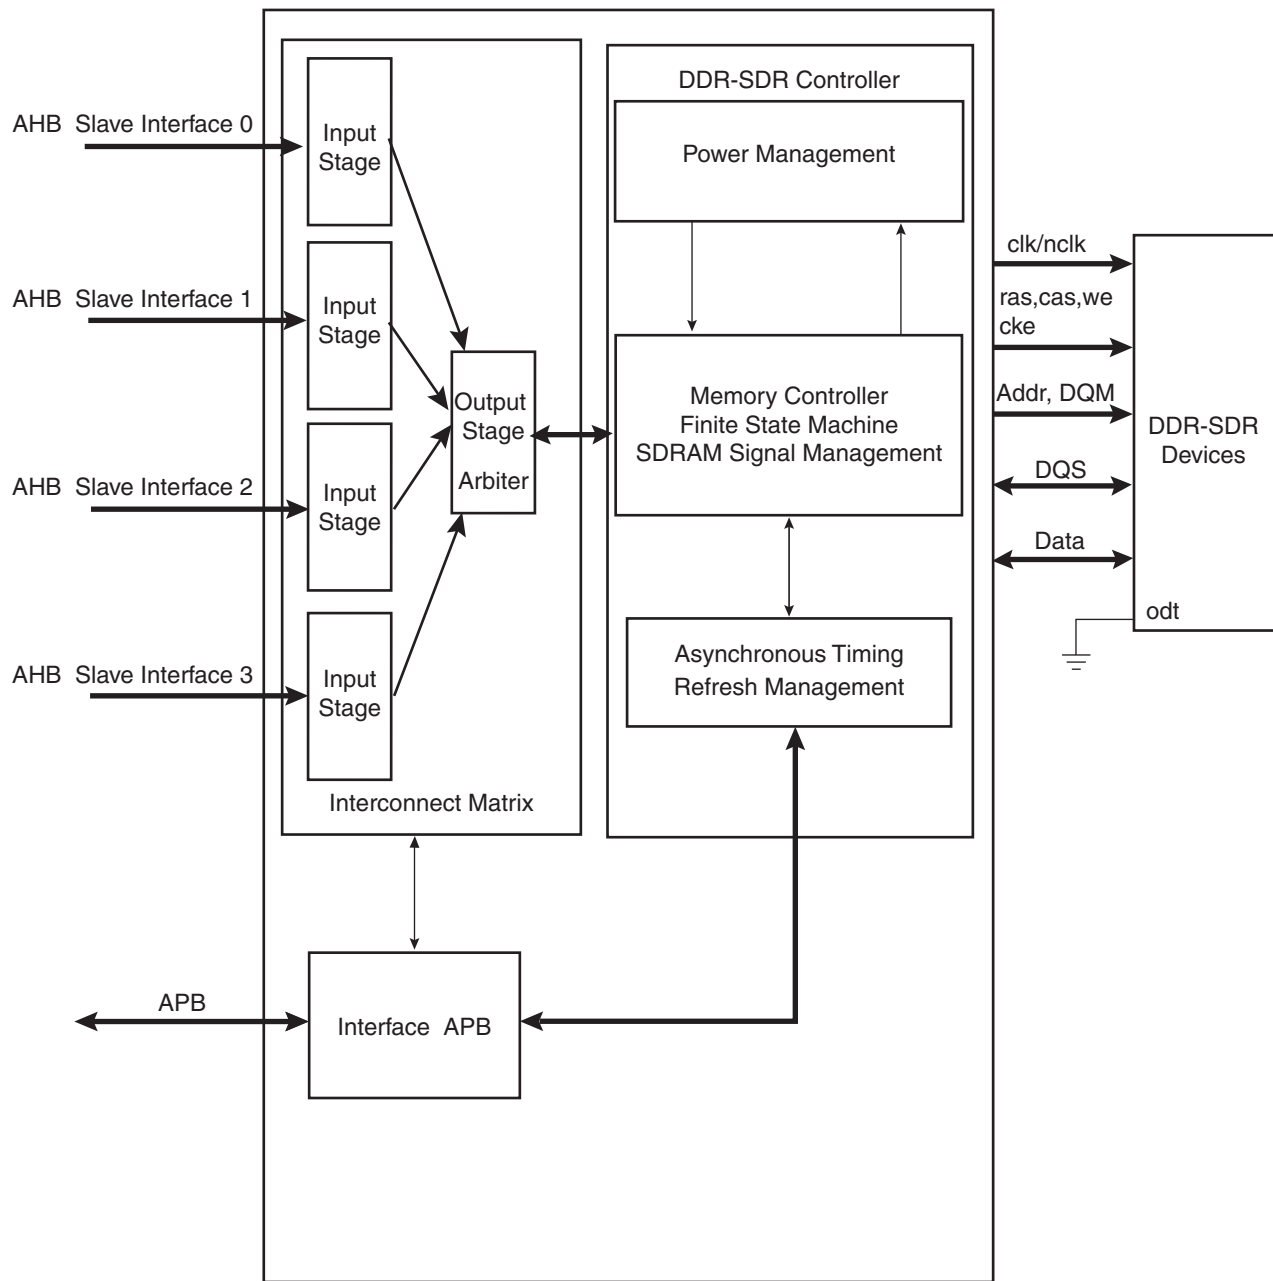 DDR-SDR Controller
AHB Slave Interface 0
Input
Stage
Power Management
AHB Slave Interface 1
Input
Stage
clk/nclk
ras,cas,we
cke
Addr, DQM
Output
Stage
Arbiter
Memory Controller
Finite State Machine
SDRAM Signal Management
DDR-SDR
Devices
AHB Slave Interface 2
Input
Stage
DQS
Data
odt
AHB Slave Interface 3
Input
Stage
Asynchronous Timing
Refresh Management
Interconnect Matrix
APB
Interface APB